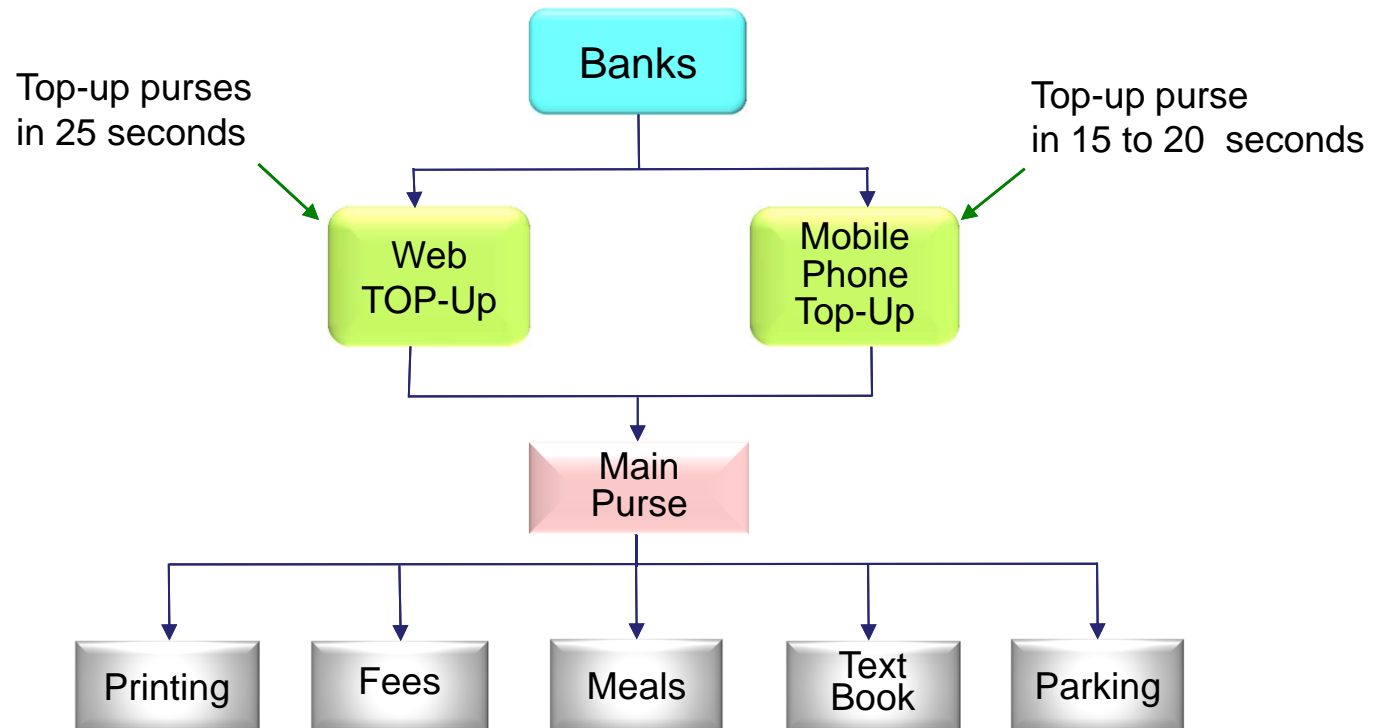 Banks
Top-up purses
in 25 seconds
Top-up purse
in 15 to 20 seconds
Web
TOP-Up
Mobile
Phone
Top-Up
Main
Purse
Printing
Fees
Meals
Text
Book
Parking